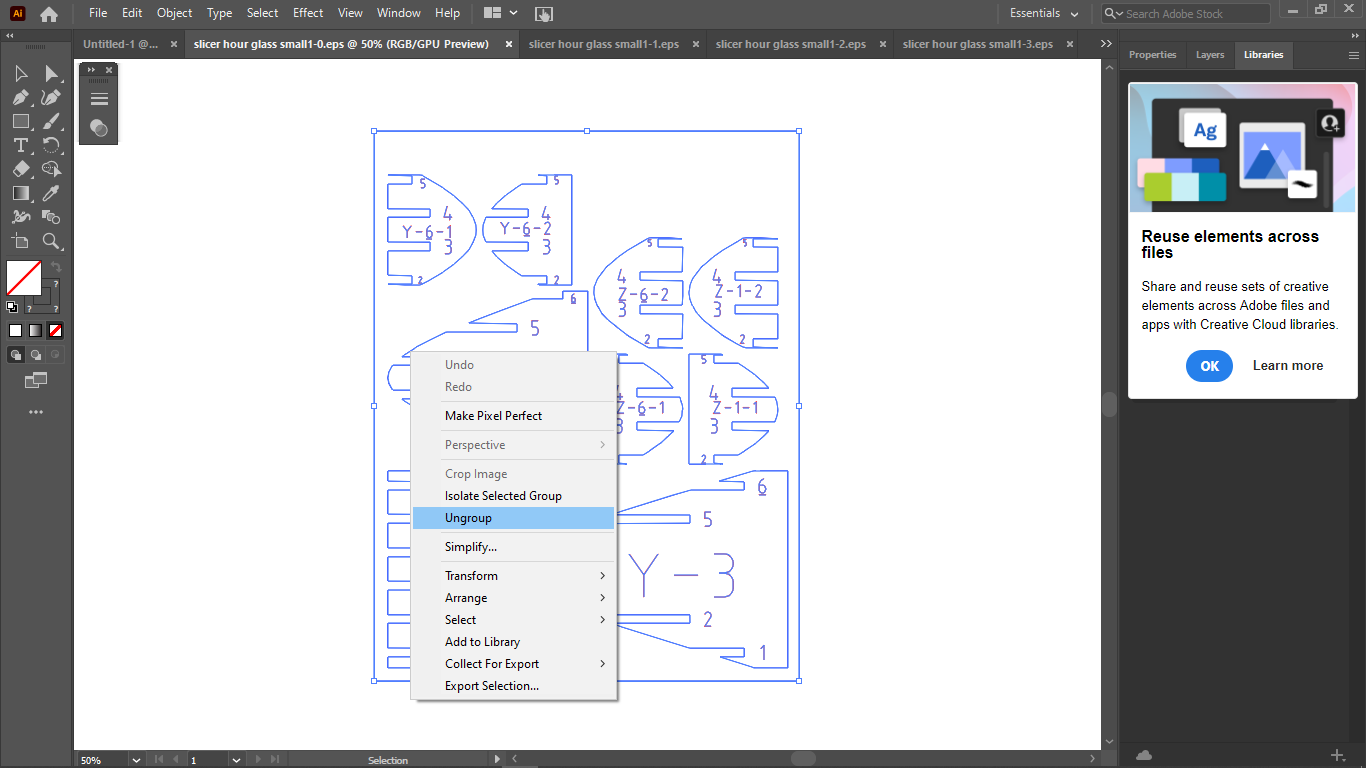 Ai File Edit Object Type Select Effect View Window Help Essentials Search Adobe Stock
Untitled-1 @... × slicer hour glass small1-0.eps @ 50% (RGB/GPU Preview) × slicer hour glass small1-1.eps × slicer hour glass small1-2.eps × slicer hour glass small1-3.eps ×
Properties Layers Libraries
Ag
Reuse elements across
files
Share and reuse sets of creative
elements across Adobe files and
apps with Creative Cloud libraries.
OK Learn more
5 5
4 4
Y-6-1 Y-6-2
3 3
2 2
5 5
4 4
Z-6-2 Z-1-2
3 3
2 2
6
5
5
4 4
Z-6-1 Z-1-1
3 3
2
6
5
Y-3
2
1
Undo
Redo
Make Pixel Perfect
Perspective
Crop Image
Isolate Selected Group
Ungroup
Simplify...
Transform
Arrange
Select
Add to Library
Collect For Export
Export Selection...
? ? ?
50% 1 Selection